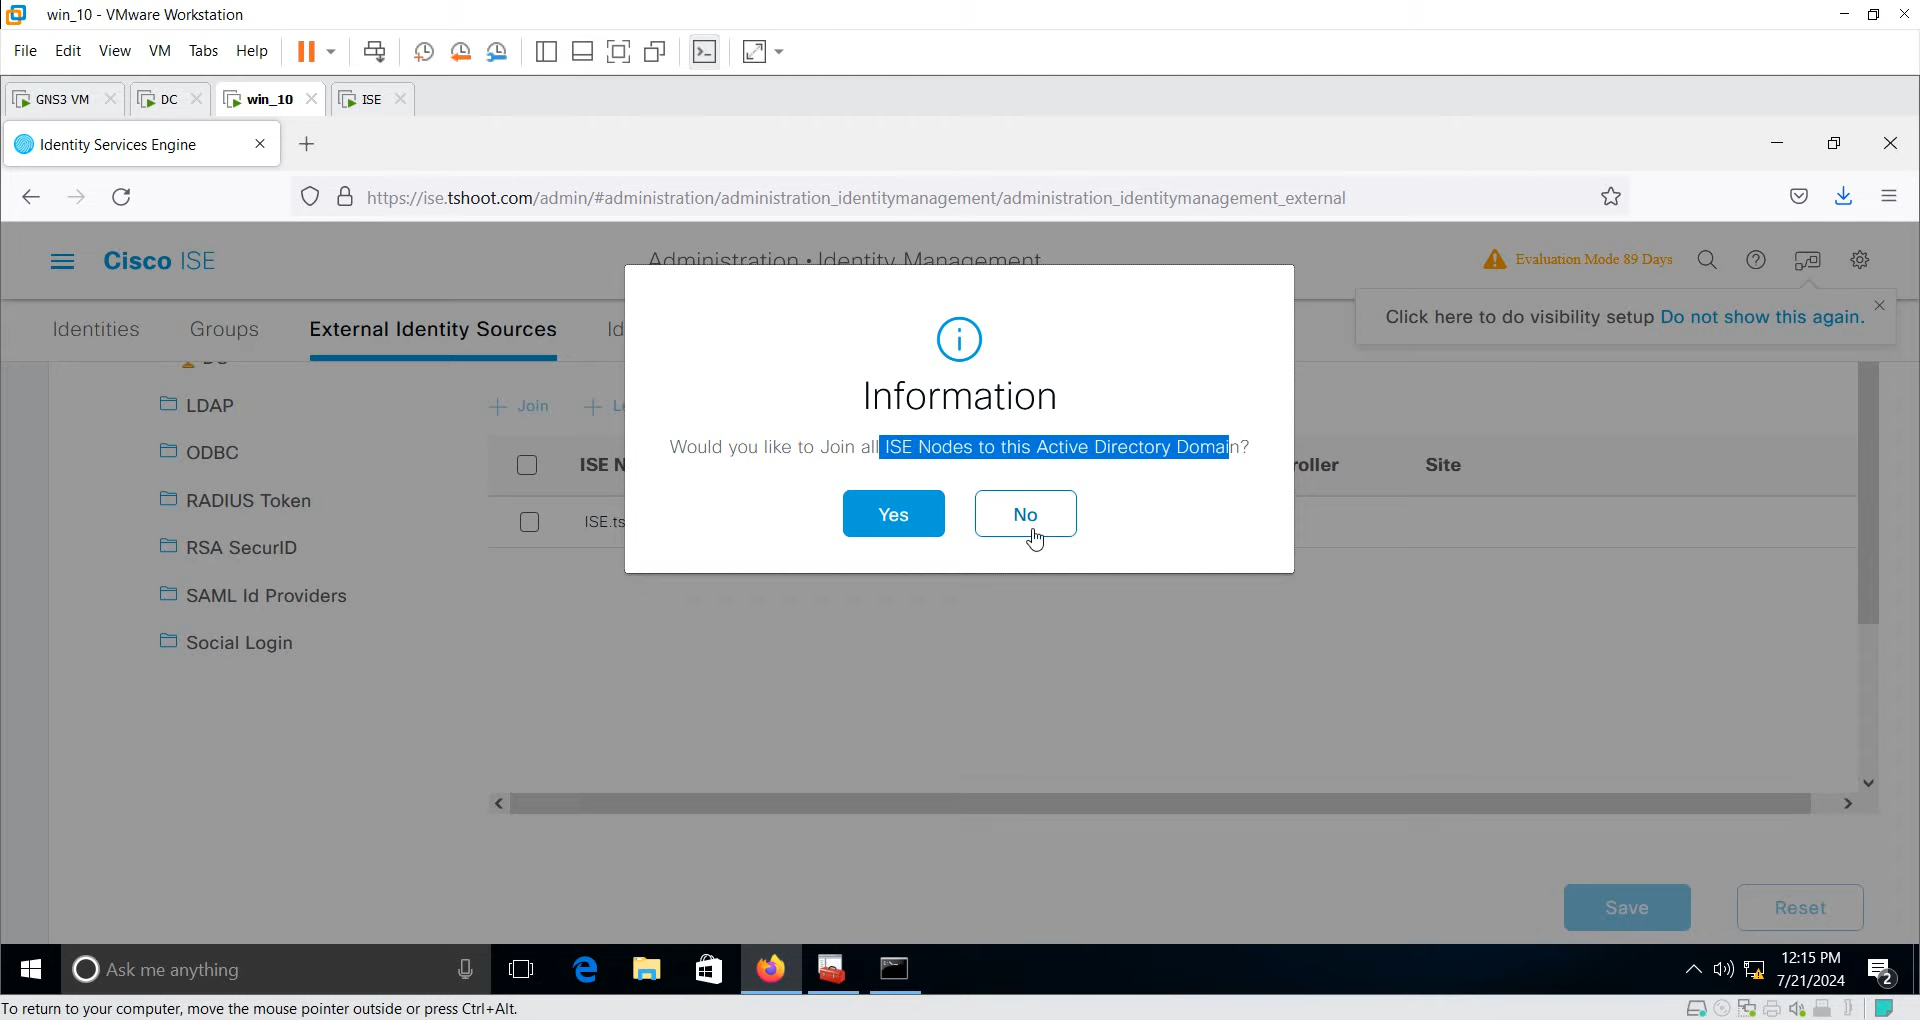 win_10 - VMware Workstation
File Edit View VM Tabs Help
GNS3 VM DC win_10 ISE
Identity Services Engine
https://ise.tshoot.com/admin/#administration/administration_identitymanagement/administration_identitymanagement_external
Cisco ISE
Administration • Identity Management
Evaluation Mode 89 Days
Click here to do visibility setup Do not show this again.
Identities Groups External Identity Sources Id
LDAP
ODBC
RADIUS Token
RSA SecurID
SAML Id Providers
Social Login
+ Join + L
ISE N roller Site
ISE.ts
Information
Would you like to Join all ISE Nodes to this Active Directory Domain?
Yes No
Save Reset
Ask me anything
12:15 PM
7/21/2024
2
To return to your computer, move the mouse pointer outside or press Ctrl+Alt.